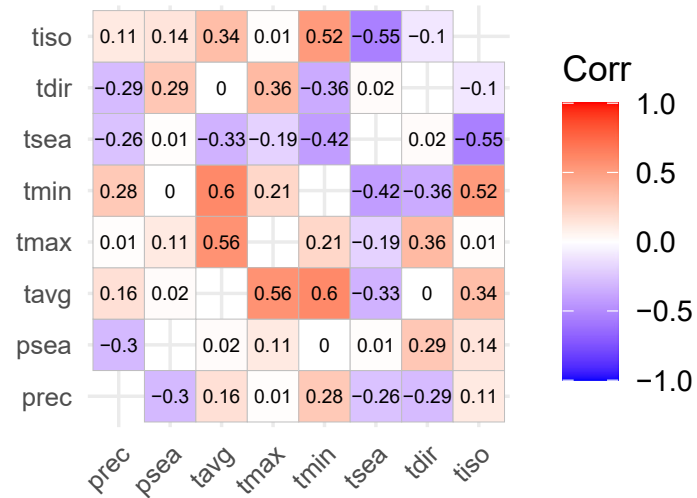 tiso 0.11 0.14 0.34 0.01 0.52 −0.55 −0.1
tdir −0.29 0.29 0 0.36 −0.36 0.02 −0.1
tsea −0.26 0.01 −0.33 −0.19 −0.42 0.02 −0.55
tmin 0.28 0 0.6 0.21 −0.42 −0.36 0.52
tmax 0.01 0.11 0.56 0.21 −0.19 0.36 0.01
tavg 0.16 0.02 0.56 0.6 −0.33 0 0.34
psea −0.3 0.02 0.11 0 0.01 0.29 0.14
prec −0.3 0.16 0.01 0.28 −0.26 −0.29 0.11
prec psea tavg tmax tmin tsea tdir tiso
Corr
1.0
0.5
0.0
−0.5
−1.0